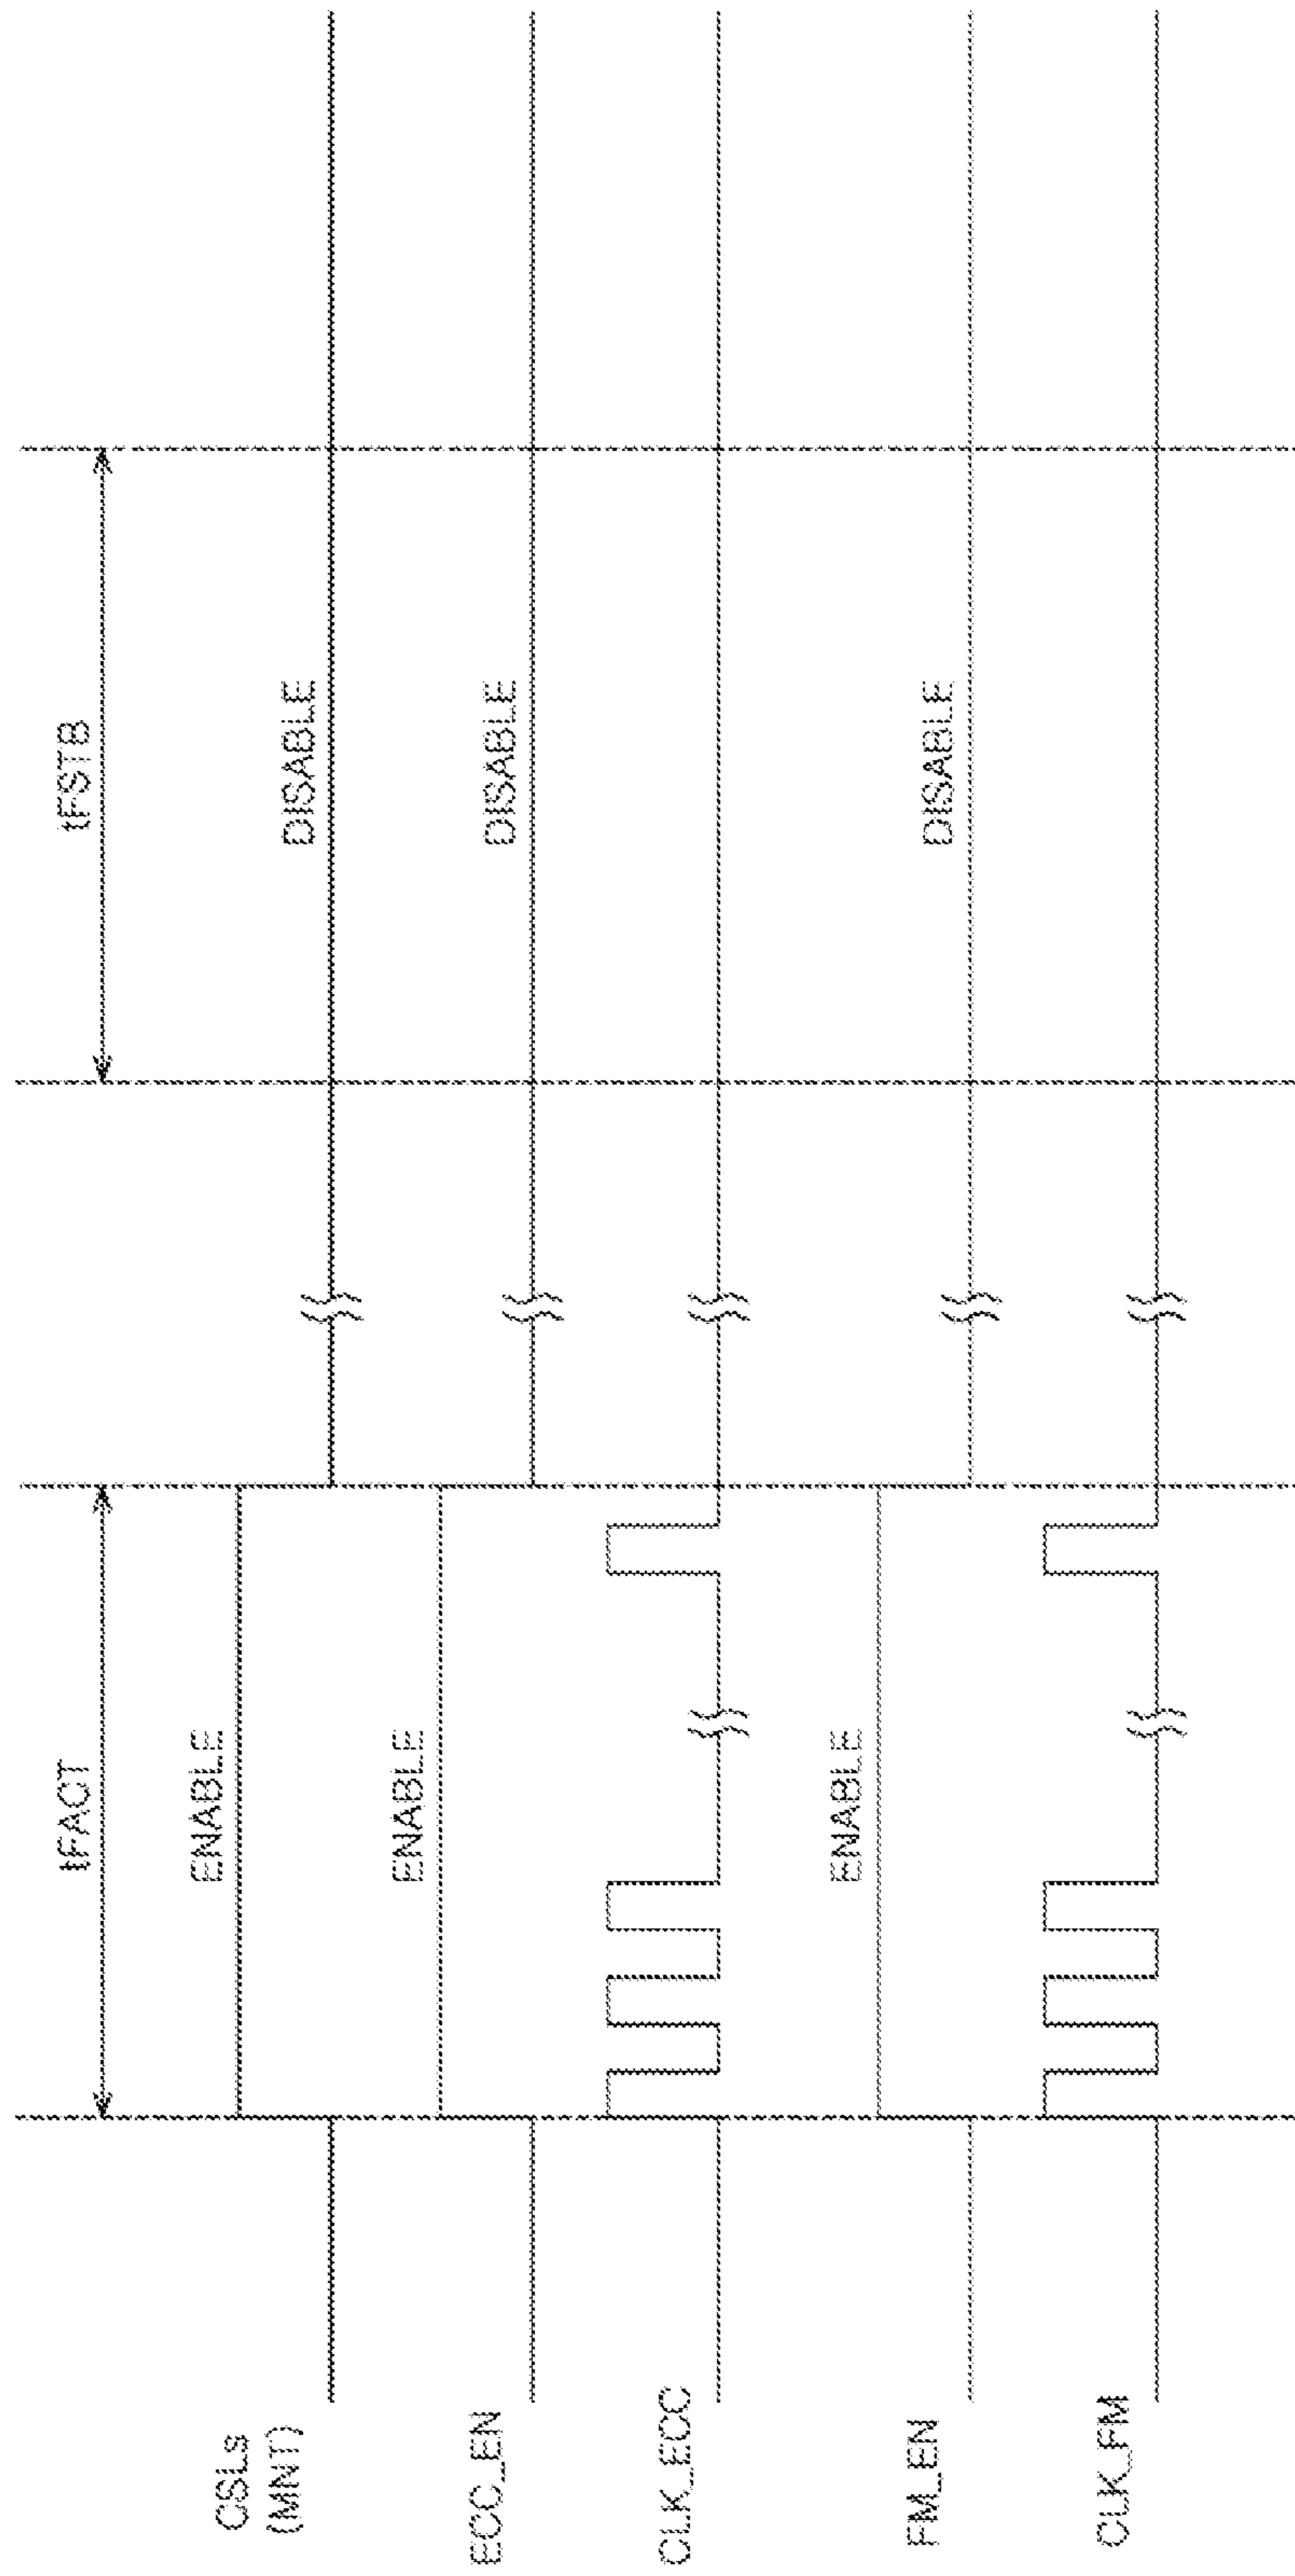 tFACT
tFSTB
CSLs
(MNT)
ENABLE
DISABLE
ECC_EN
ENABLE
DISABLE
CLK_ECC
FM_EN
ENABLE
DISABLE
CLK_FM